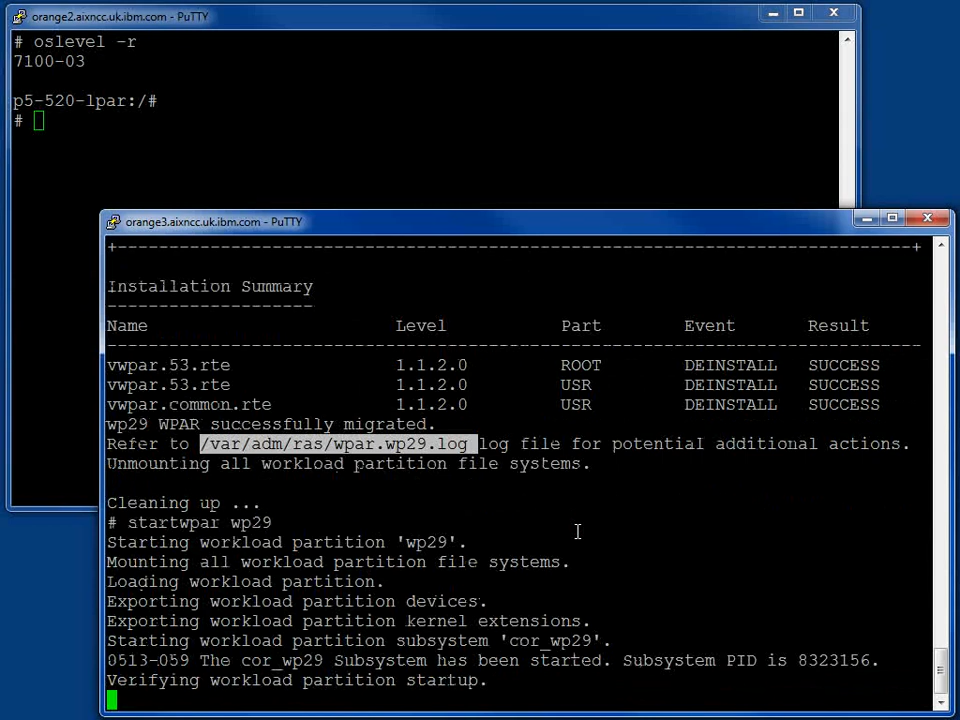 orange2.aixncc.uk.ibm.com - PuTTY
# oslevel -r
7100-03
p5-520-lpar:/#
#
orange3.aixncc.uk.ibm.com - PuTTY
+------------------------------------------------------------------------------+
Installation Summary
--------------------
Name Level Part Event Result
-------------------------------------------------------------------------------
vwpar.53.rte 1.1.2.0 ROOT DEINSTALL SUCCESS
vwpar.53.rte 1.1.2.0 USR DEINSTALL SUCCESS
vwpar.common.rte 1.1.2.0 USR DEINSTALL SUCCESS
wp29 WPAR successfully migrated.
Refer to /var/adm/ras/wpar.wp29.log log file for potential additional actions.
Unmounting all workload partition file systems.
Cleaning up ...
# startwpar wp29
Starting workload partition 'wp29'.
Mounting all workload partition file systems.
Loading workload partition.
Exporting workload partition devices.
Exporting workload partition kernel extensions.
Starting workload partition subsystem 'cor_wp29'.
0513-059 The cor_wp29 Subsystem has been started. Subsystem PID is 8323156.
Verifying workload partition startup.